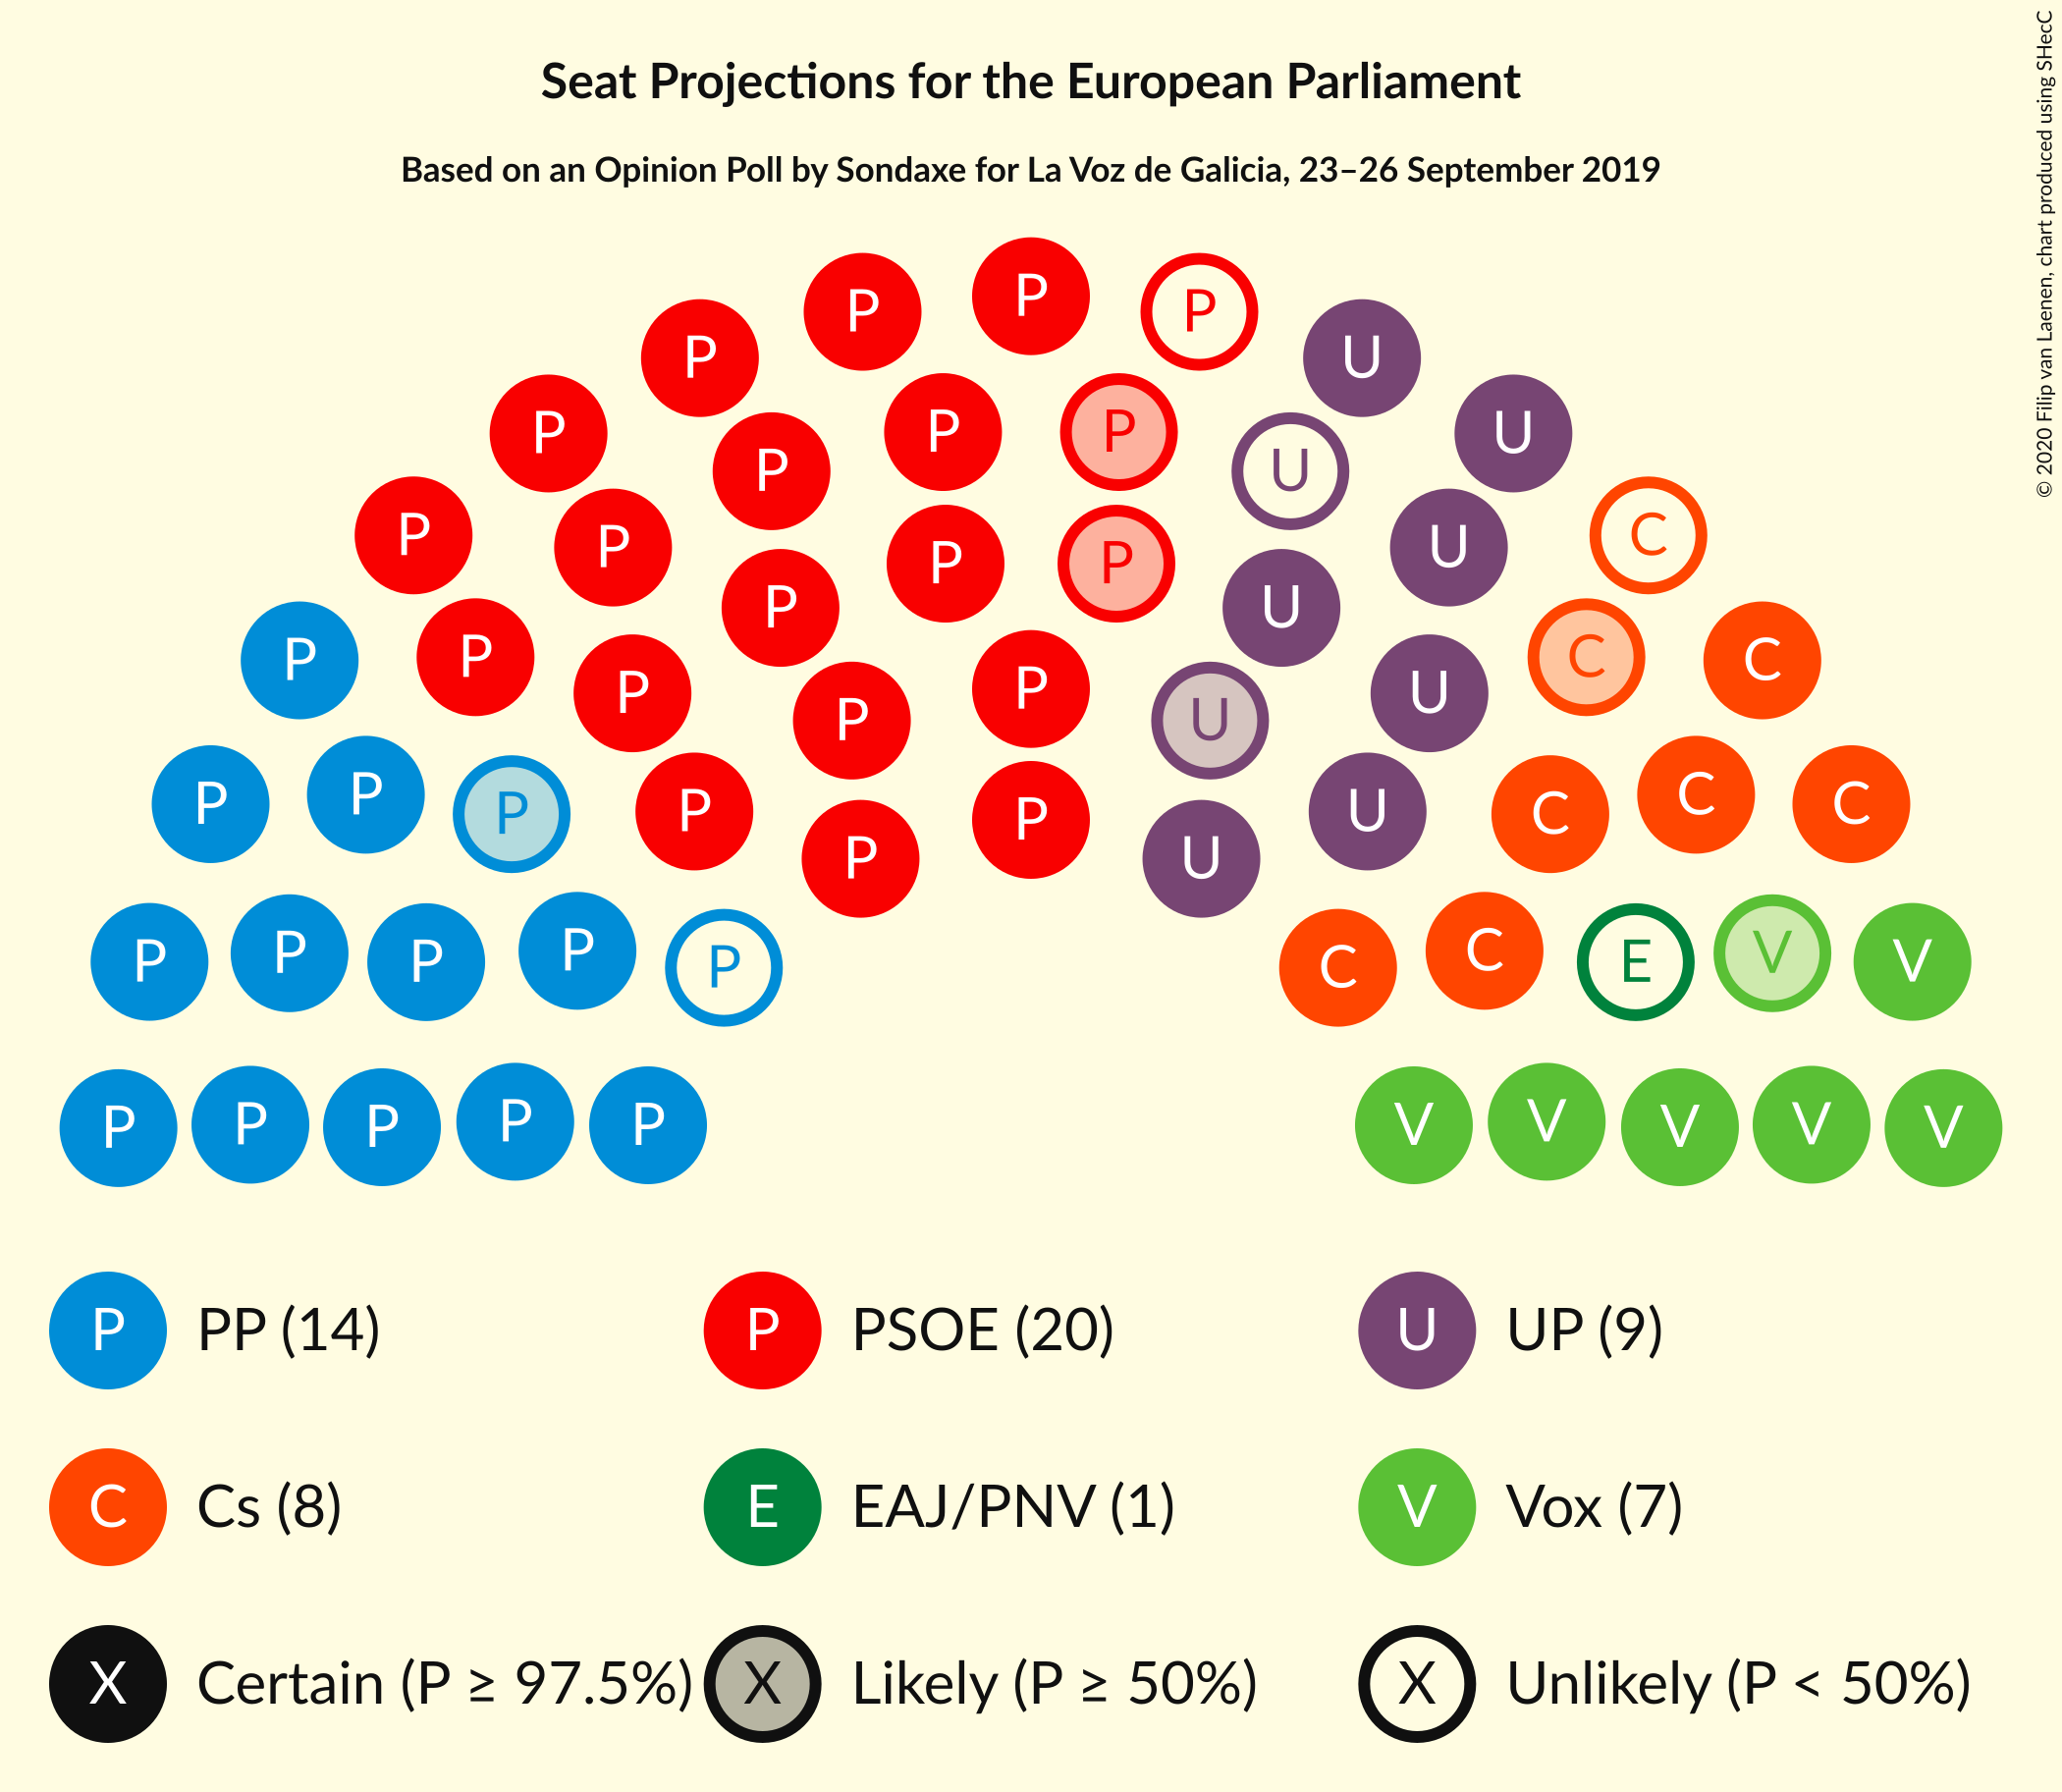 Seat Projections for the European Parliament
Based on an Opinion Poll by Sondaxe for La Voz de Galicia, 23–26 September 2019
© 2020 Filip van Laenen, chart produced using SHecC
P P P
P P U
P P P U
P U
P P P C
P P P U
P U
P P C C
P P P
P U
P P C C
P P P P U C
P P U
P P P P P C C E V V
P P P P P V V V V V
P PP (14) P PSOE (20) U UP (9)
C Cs (8) E EAJ/PNV (1) V Vox (7)
X Certain (P ≥ 97.5%) X Likely (P ≥ 50%) X Unlikely (P < 50%)